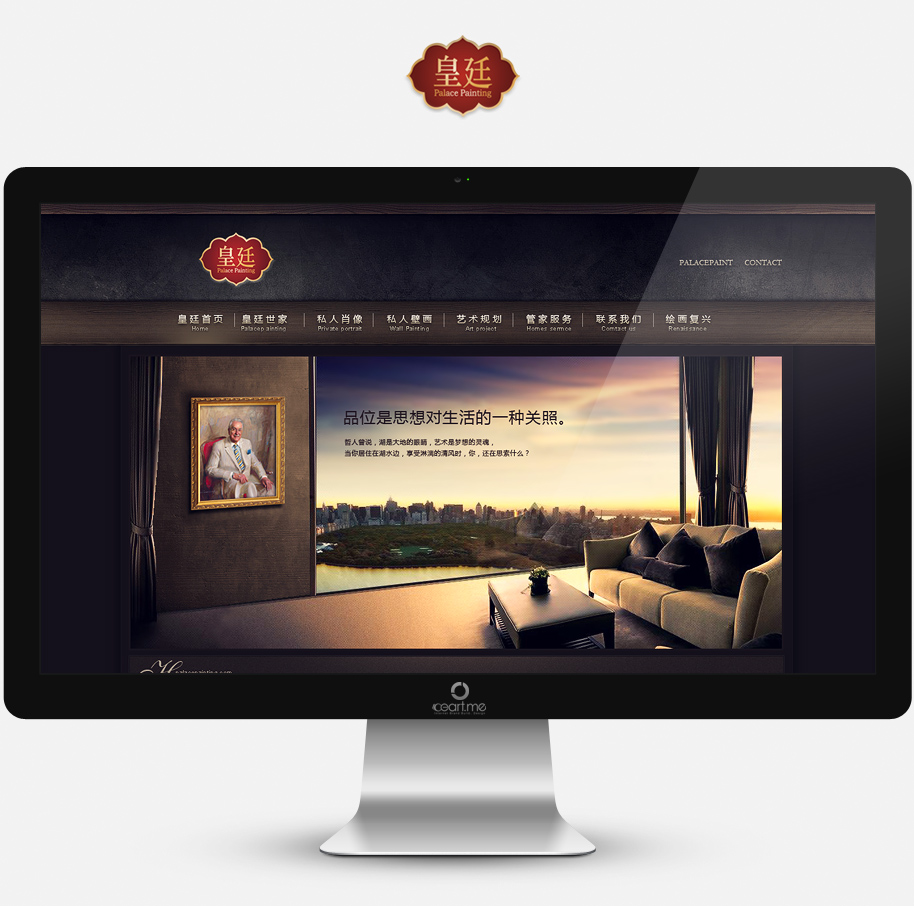 皇廷
Palace Painting
皇廷
Palace Painting
PALACEPAINT CONTACT
皇廷首页 皇廷世家 私人肖像 私人壁画 艺术规划 管家服务 联系我们 绘画复兴
Home Palacep ainting Private portrait Wall Painting Art project Homes sermce Comtact us Renaissance
品位是思想对生活的一种关照。
哲人曾说，湖是大地的眼睛，艺术是梦想的灵魂，
当你居住在湖水边，享受淋漓的清风时，你，还在思索什么？
iceart.me